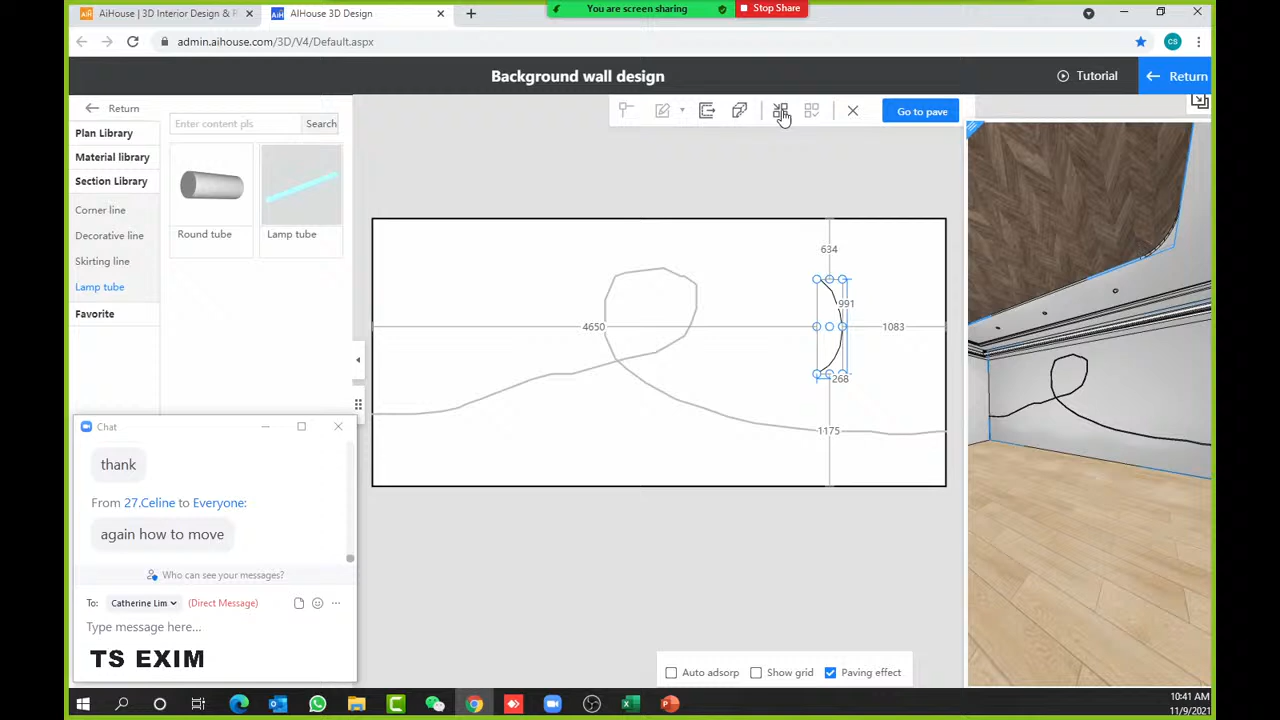 You are screen sharing
Stop Share
AiHouse | 3D Interior Design &
AIHouse 3D Design
admin.aihouse.com/3D/V4/Default.aspx
CS
Background wall design
Tutorial
Return
Return
Enter content pls
Search
Go to pave
Plan Library
Material library
Section Library
Corner line
Decorative line
Skirting line
Lamp tube
Favorite
Round tube
Lamp tube
634
991
4650
1083
268
1175
Chat
thank
From 27.Celine to Everyone:
again how to move
Who can see your messages?
To: Catherine Lim (Direct Message)
Type message here...
TS EXIM
Auto adsorp
Show grid
Paving effect
10:41 AM
11/9/2021